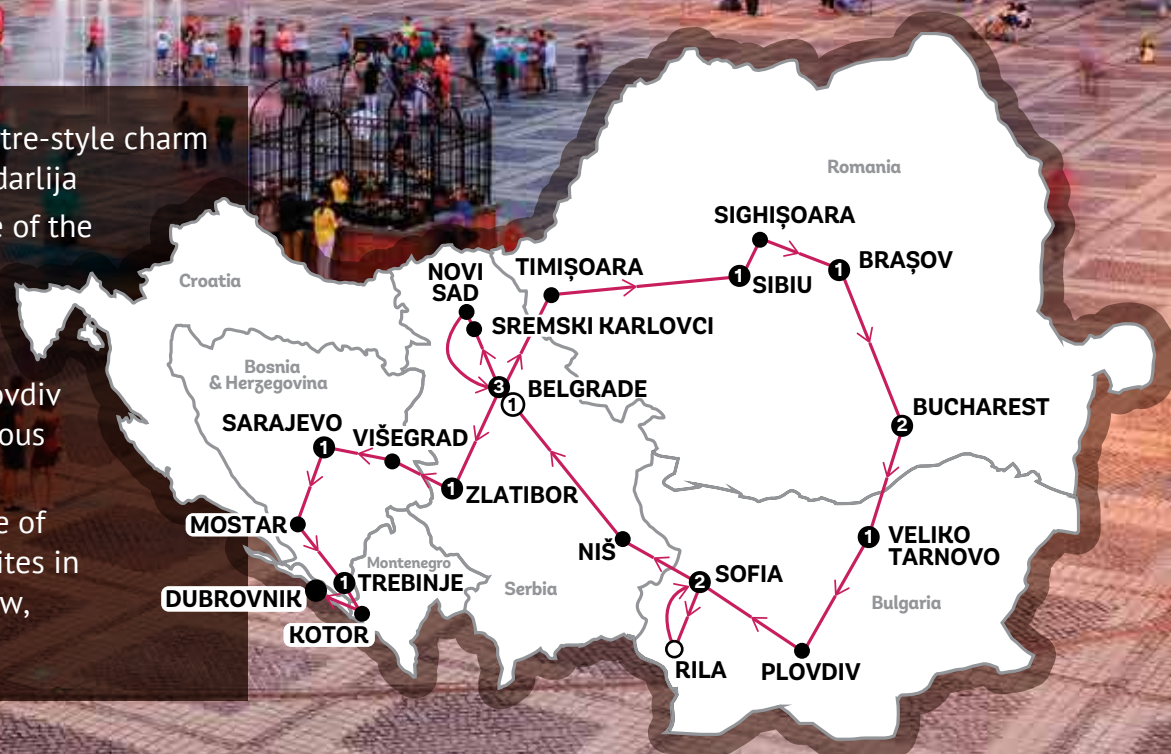 tre-style charm
darlija
e of the
ovdiv
ous
e of
ites in
w,
Romania
SIGHIȘOARA
BRAȘOV
1
1
SIBIU
TIMIȘOARA
NOVI
SAD
SREMSKI KARLOVCI
Croatia
Bosnia
& Herzegovina
3
BELGRADE
1
BUCHAREST
2
SARAJEVO
1
VIŠEGRAD
1
ZLATIBOR
MOSTAR
NIŠ
1
VELIKO
TARNOVO
Montenegro
1
TREBINJE
DUBROVNIK
KOTOR
Serbia
2
SOFIA
Bulgaria
RILA
PLOVDIV